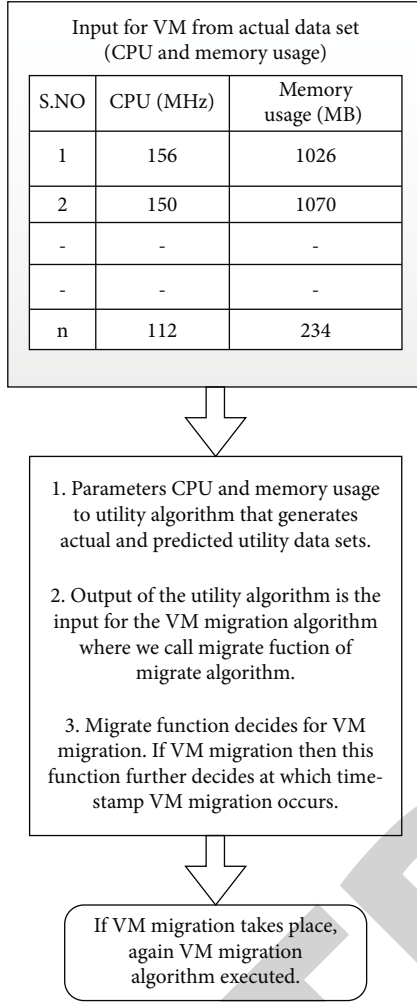 Input for VM from actual data set
(CPU and memory usage)
S.NO CPU (MHz) Memory
usage (MB)
1 156 1026
2 150 1070
- - -
- - -
n 112 234
1. Parameters CPU and memory usage
to utility algorithm that generates
actual and predicted utility data sets.
2. Output of the utility algorithm is the
input for the VM migration algorithm
where we call migrate fuction of
migrate algorithm.
3. Migrate function decides for VM
migration. If VM migration then this
function further decides at which time-
stamp VM migration occurs.
If VM migration takes place,
again VM migration
algorithm executed.